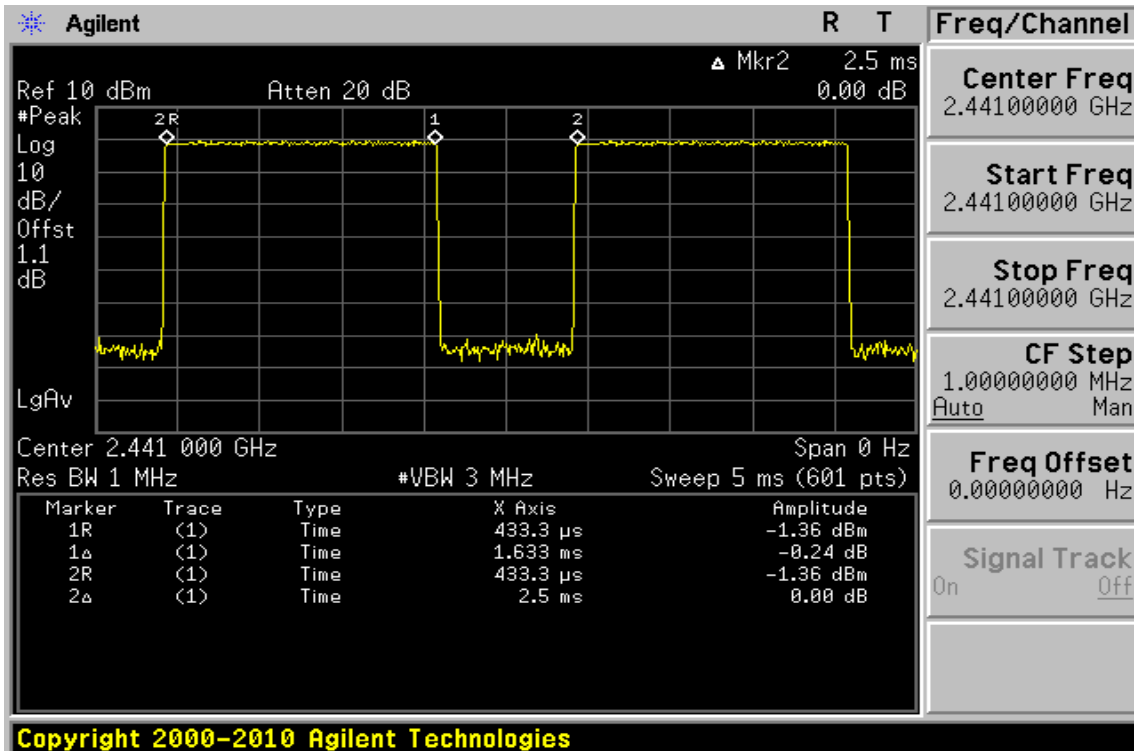 Agilent R T
Δ Mkr2 2.5 ms
Ref 10 dBm Atten 20 dB 0.00 dB
#Peak
Log
10
dB/
Offst
1.1
dB
LgAv
2R 1 2
Center 2.441 000 GHz Span 0 Hz
Res BW 1 MHz #VBW 3 MHz Sweep 5 ms (601 pts)
Marker Trace Type X Axis Amplitude
1R (1) Time 433.3 µs -1.36 dBm
1Δ (1) Time 1.633 ms -0.24 dB
2R (1) Time 433.3 µs -1.36 dBm
2Δ (1) Time 2.5 ms 0.00 dB
Freq/Channel
Center Freq
2.44100000 GHz
Start Freq
2.44100000 GHz
Stop Freq
2.44100000 GHz
CF Step
1.00000000 MHz
Auto Man
Freq Offset
0.00000000 Hz
Signal Track
On Off
Copyright 2000-2010 Agilent Technologies